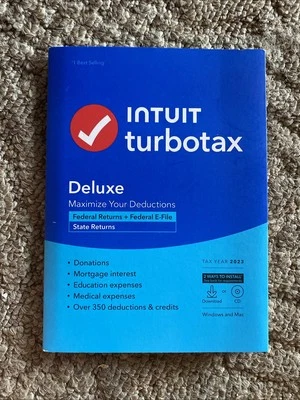 #1 Best Selling
INTUIT
turbotax
Deluxe
Maximize Your Deductions
Federal Returns + Federal E-File
State Returns
• Donations
• Mortgage interest
• Education expenses
• Medical expenses
• Over 350 deductions & credits
TAX YEAR 2022
2 WAYS TO INSTALL
Download or CD
Windows and Mac